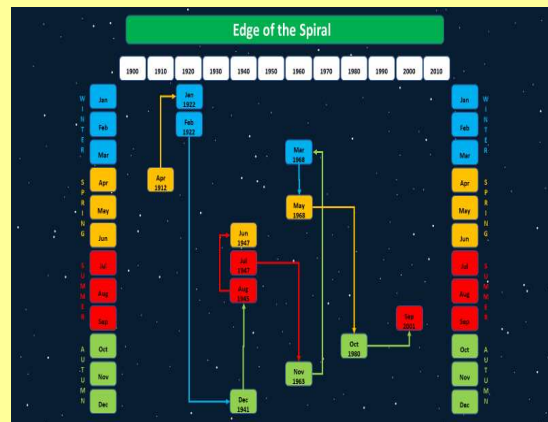 Edge of the Spiral
1900 1910 1920 1930 1940 1950 1960 1970 1980 1990 2000 2010
WINTER
SPRING
SUMMER
AUTUMN
Jan
Feb
Mar
Apr
May
Jun
Jul
Aug
Sep
Oct
Nov
Dec
Jan
1922
Feb
1922
Mar
1968
Apr
1912
May
1968
Jun
1947
Jul
1947
Aug
1945
Sep
2001
Oct
1980
Nov
1963
Dec
1941
Jan
Feb
Mar
Apr
May
Jun
Jul
Aug
Sep
Oct
Nov
Dec
WINTER
SPRING
SUMMER
AUTUMN